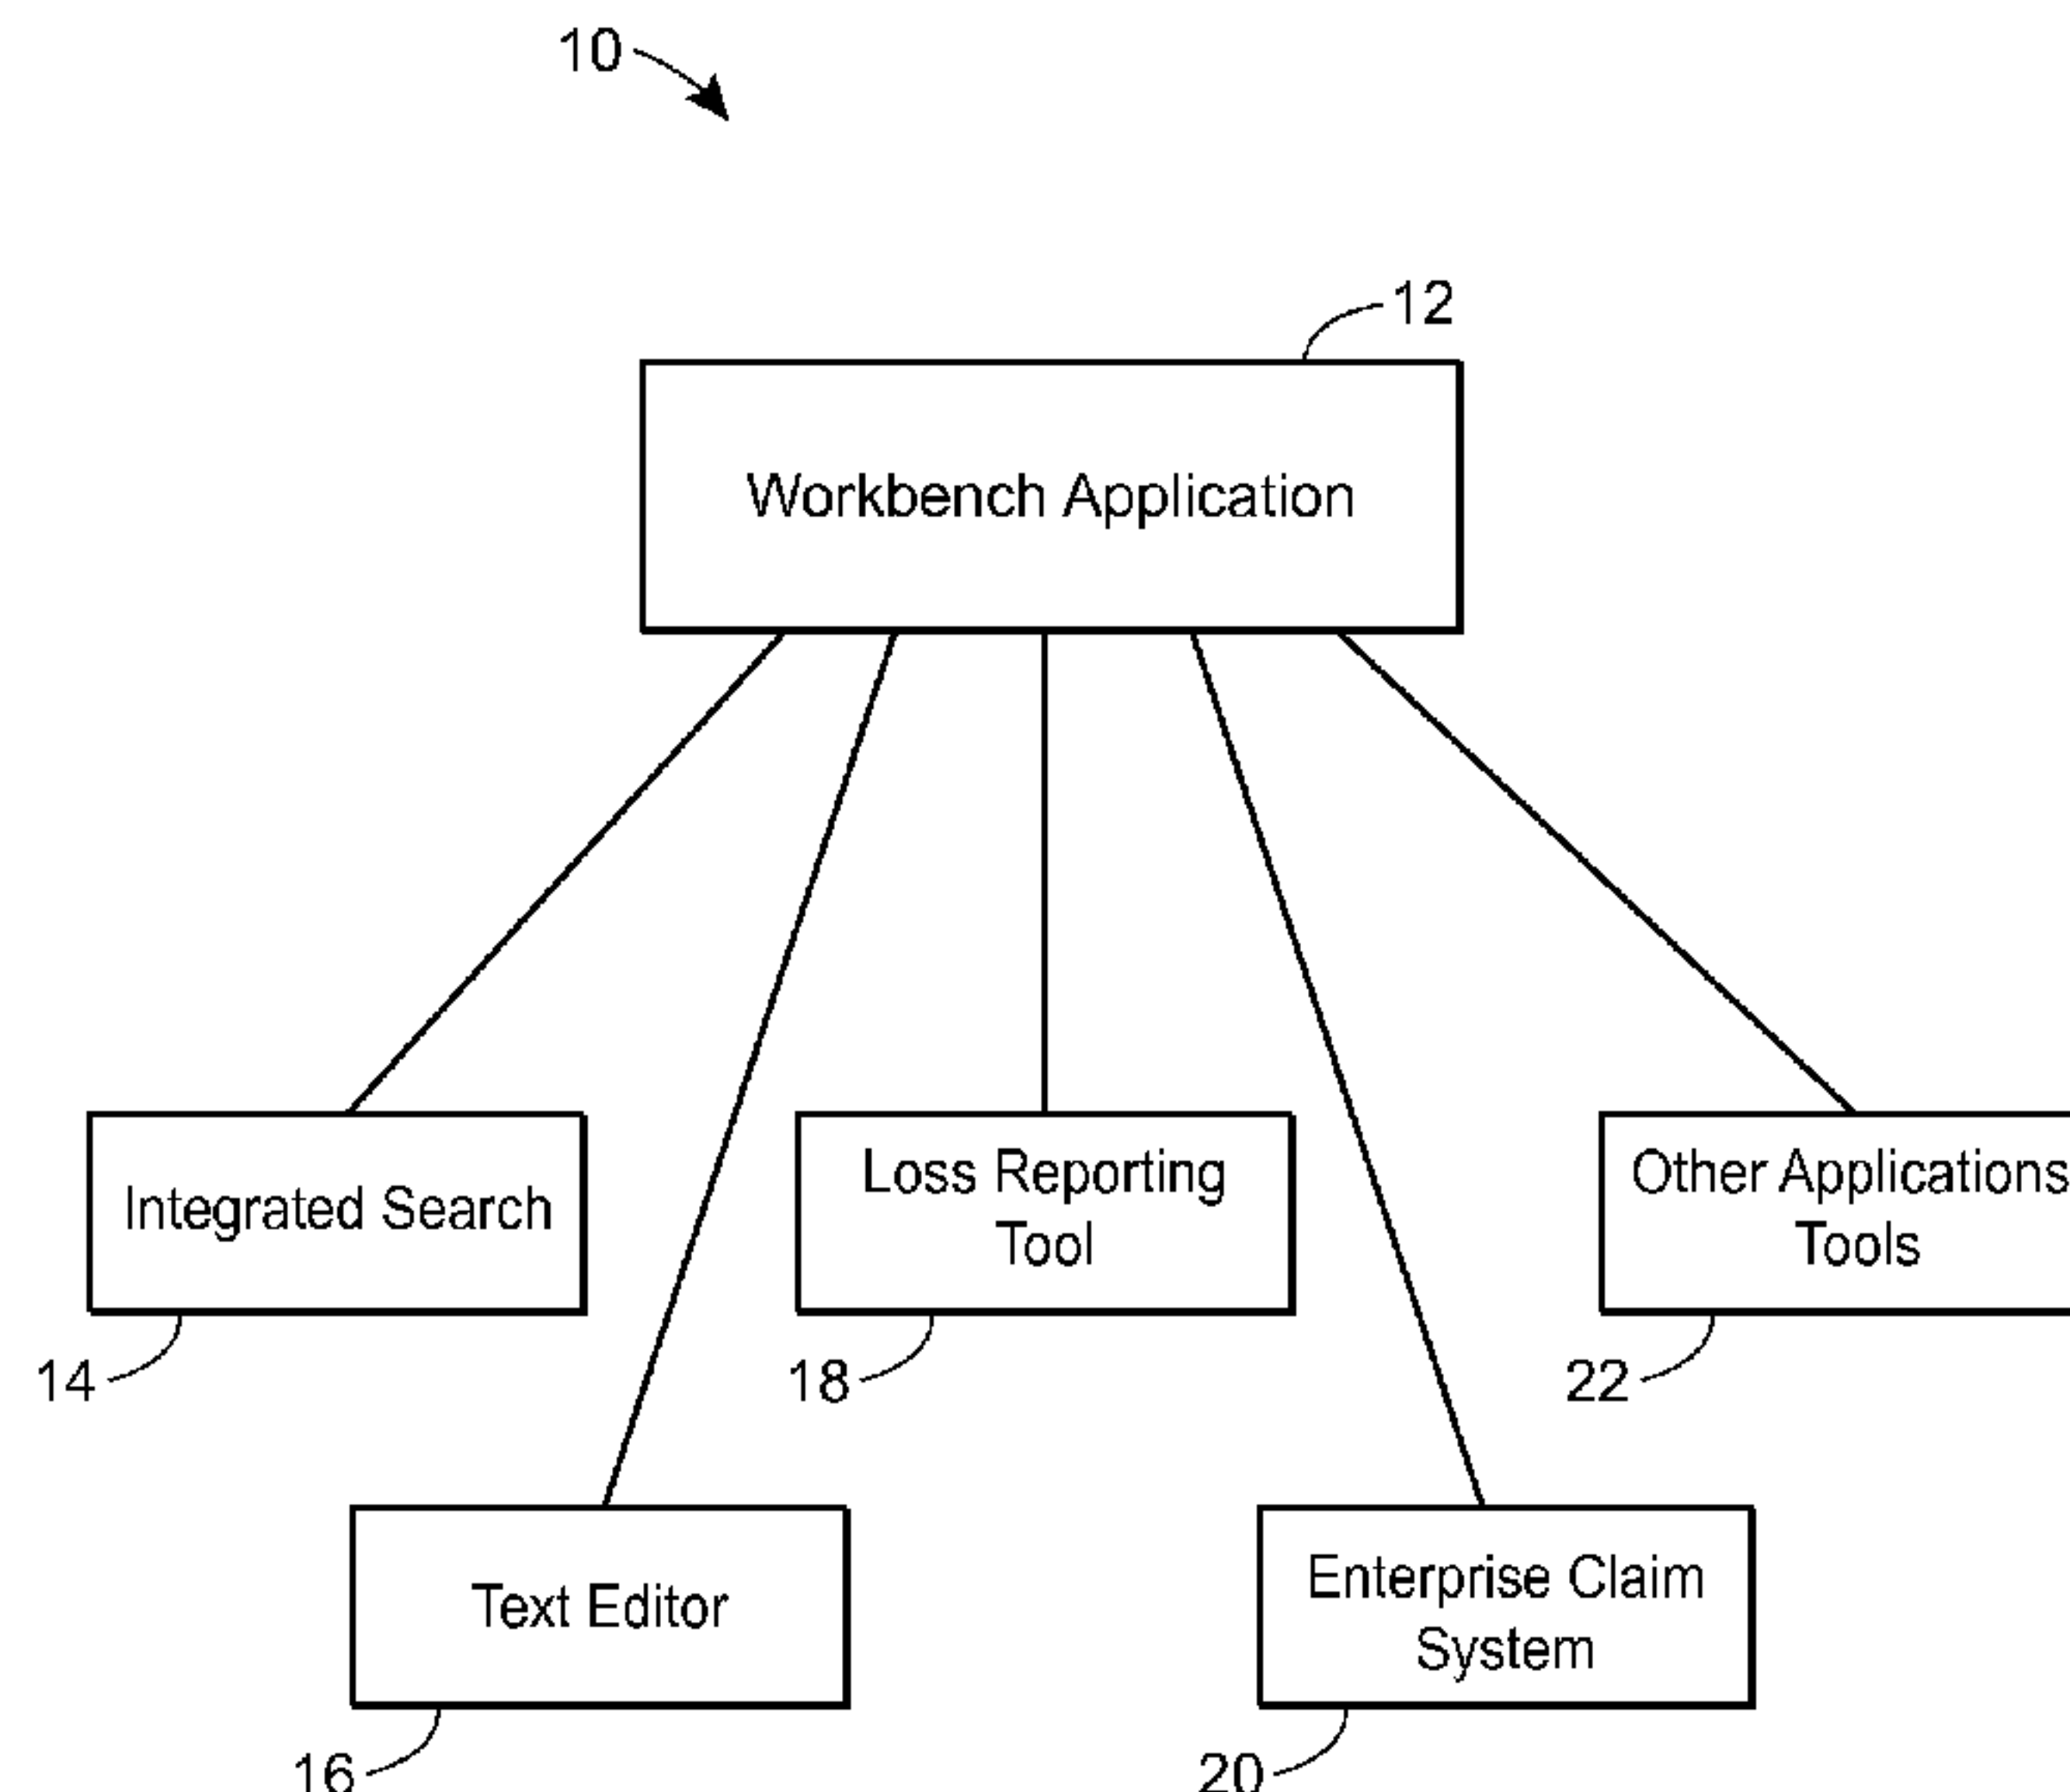 10
12
Workbench Application
Integrated Search
Loss Reporting
Tool
Other Applications
Tools
14
18
22
Text Editor
Enterprise Claim
System
16
20